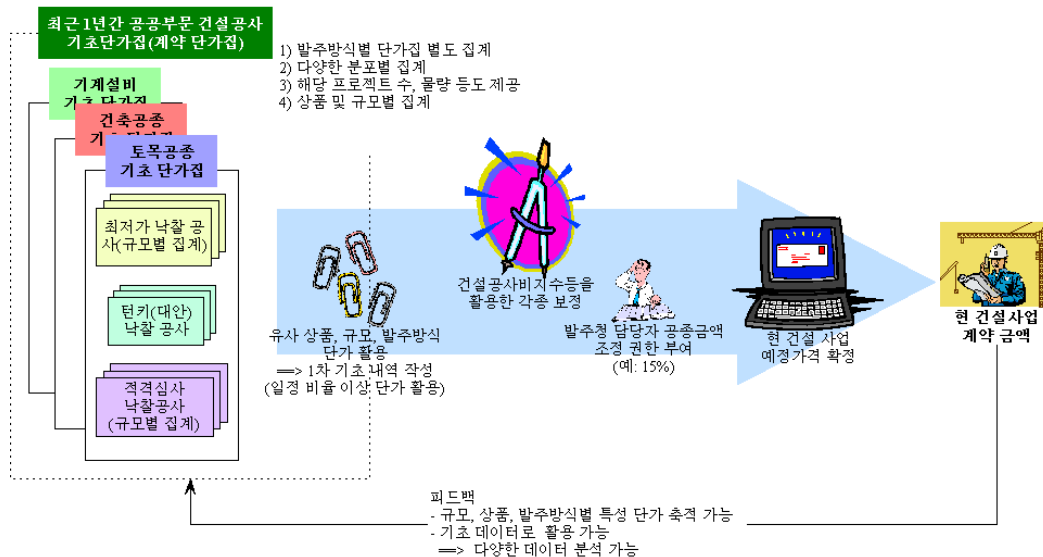 최근 1년간 공공부문 건설공사
기초단가집(계약 단가집)
1) 발주방식별 단가집 별도 집계
2) 다양한 분포별 집계
3) 해당 프로젝트 수, 물량 등도 제공
4) 상품 및 규모별 집계
기계설비
기초 단가집
건축공종
기초 단가집
토목공종
기초 단가집
최저가 낙찰 공
사(규모별 집계)
턴키(대안)
낙찰 공사
적격심사
낙찰공사
(규모별 집계)
유사 상품, 규모, 발주방식
단가 활용
==> 1차 기초 내역 작성
(일정 비율 이상 단가 활용)
건설공사비지수등을
활용한 각종 보정
발주청 담당자 공종금액
조정 권한 부여
(예: 15%)
현 건설 사업
예정가격 확정
현 건설사업
계약 금액
피드백
- 규모, 상품, 발주방식별 특성 단가 축적 가능
- 기초 데이터로 활용 가능
==> 다양한 데이터 분석 가능